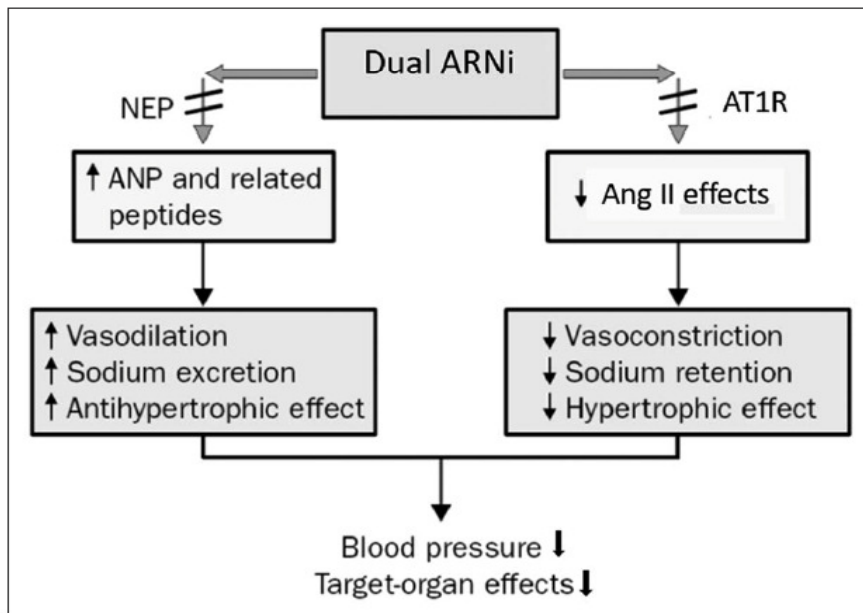 Dual ARNi
NEP
AT1R
↑ ANP and related
peptides
↓ Ang II effects
↑ Vasodilation
↑ Sodium excretion
↑ Antihypertrophic effect
↓ Vasoconstriction
↓ Sodium retention
↓ Hypertrophic effect
Blood pressure ↓
Target-organ effects ↓